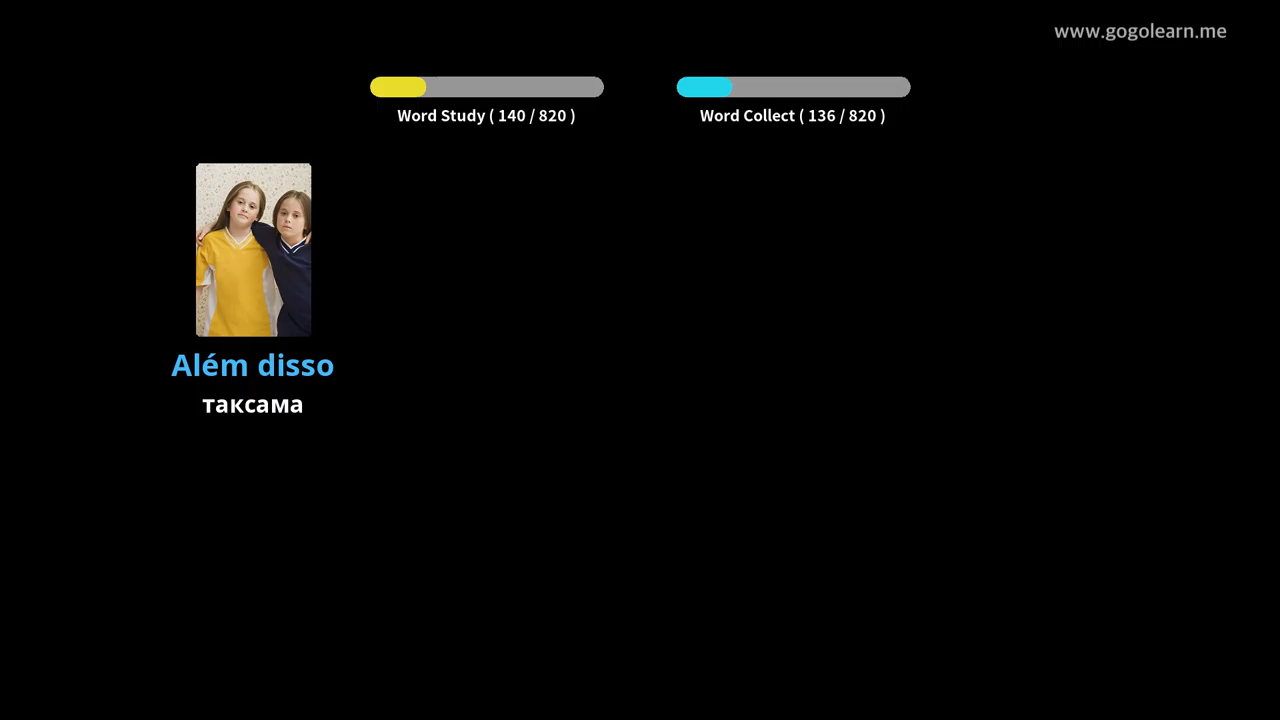 www.gogolearn.me
Word Study ( 140 / 820 )
Word Collect ( 136 / 820 )
Além disso
таксама